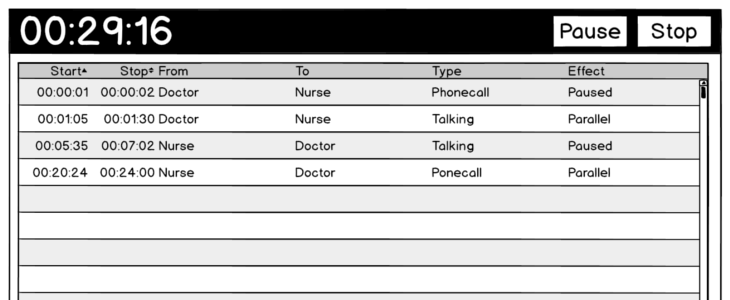 00:29:16 Pause Stop
Start Stop From To Type Effect
00:00:01 00:00:02 Doctor Nurse Phonecall Paused
00:01:05 00:01:30 Doctor Nurse Talking Parallel
00:05:35 00:07:02 Nurse Doctor Talking Paused
00:20:24 00:24:00 Nurse Doctor Ponecall Parallel